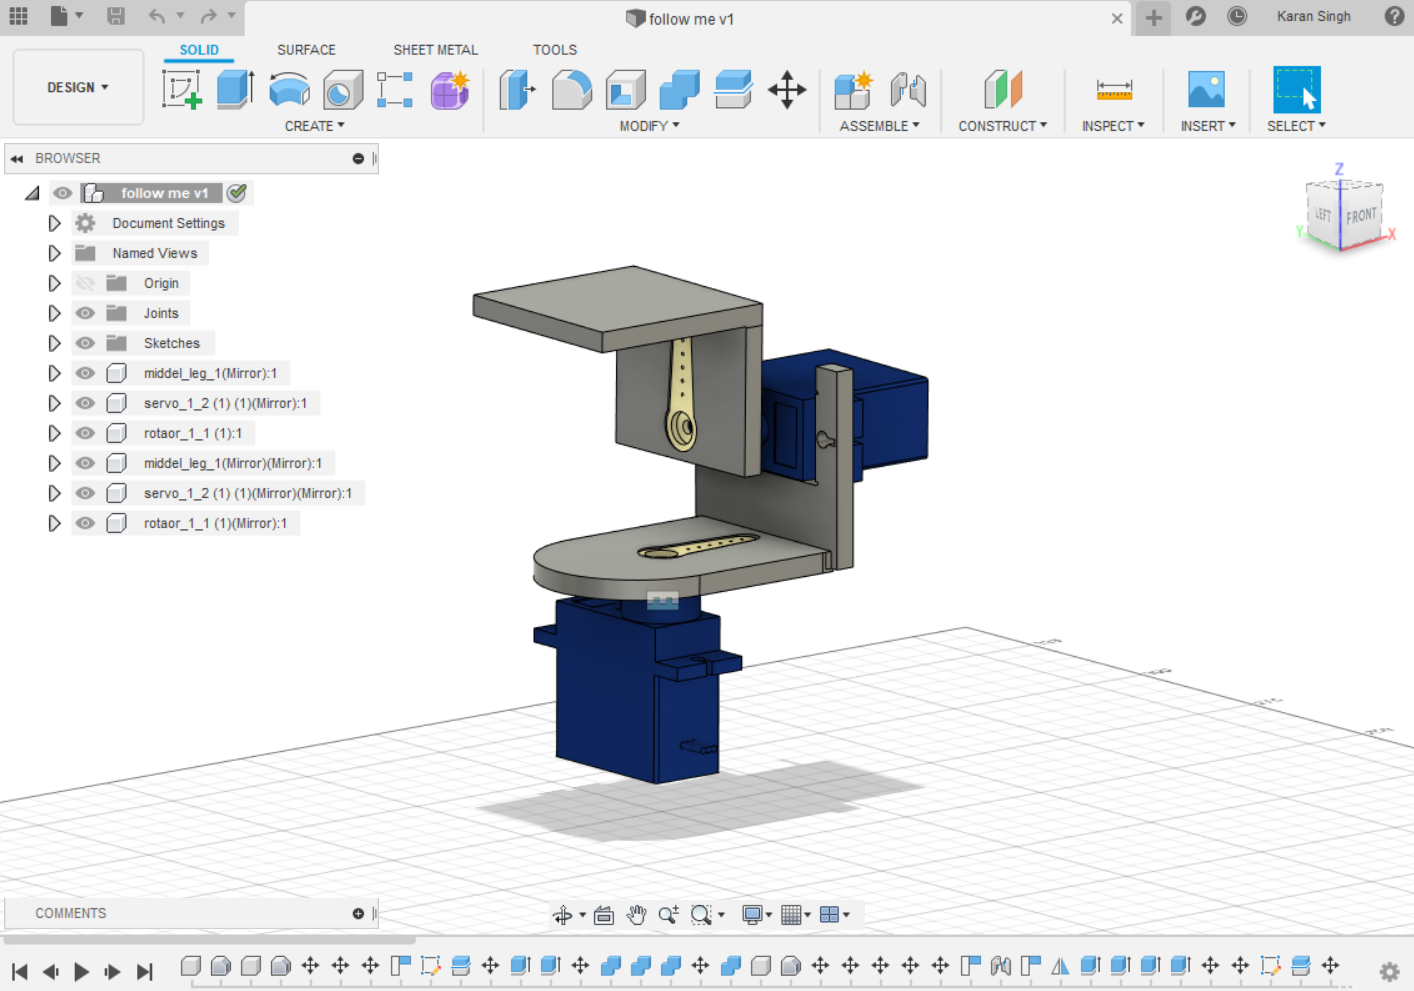 follow me v1
Karan Singh
SOLID SURFACE SHEET METAL TOOLS
DESIGN
CREATE MODIFY ASSEMBLE CONSTRUCT INSPECT INSERT SELECT
BROWSER
follow me v1
Document Settings
Named Views
Origin
Joints
Sketches
middel_leg_1(Mirror):1
servo_1_2 (1) (1)(Mirror):1
rotaor_1_1 (1):1
middel_leg_1(Mirror)(Mirror):1
servo_1_2 (1) (1)(Mirror)(Mirror):1
rotaor_1_1 (1)(Mirror):1
Z
LEFT FRONT
Y X
COMMENTS